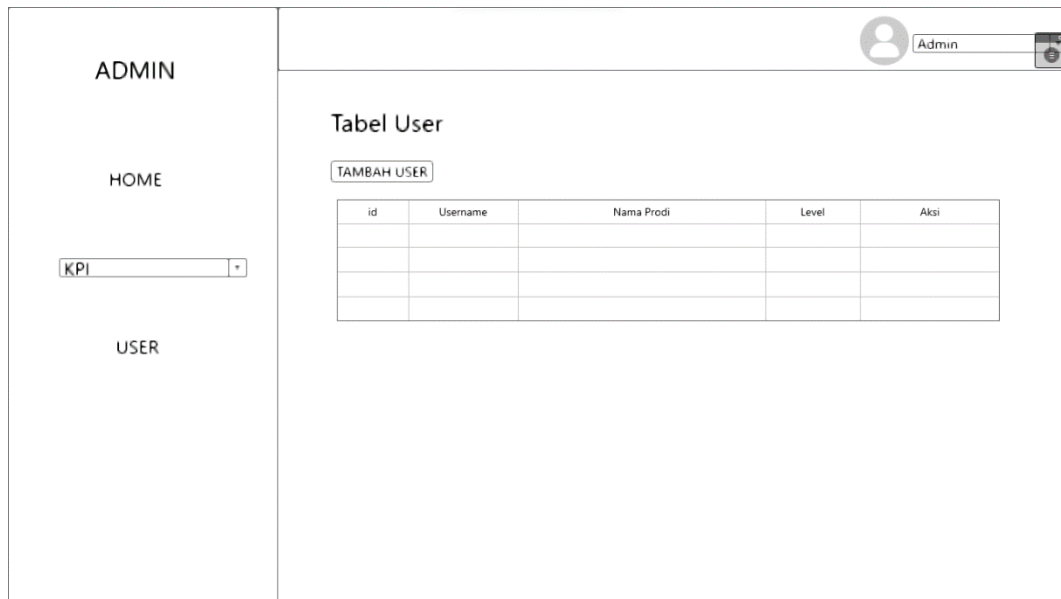 ADMIN
HOME
KPI
USER
Admin
Tabel User
TAMBAH USER
id Username Nama Prodi Level Aksi